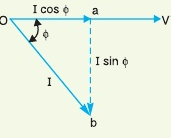 I cos ϕ
O a V
ϕ
I sin ϕ
I
b